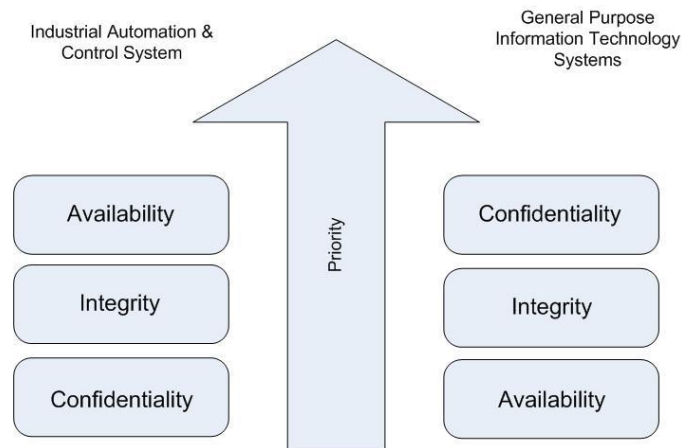 Industrial Automation &
Control System
General Purpose
Information Technology
Systems
Availability
Integrity
Confidentiality
Priority
Confidentiality
Integrity
Availability